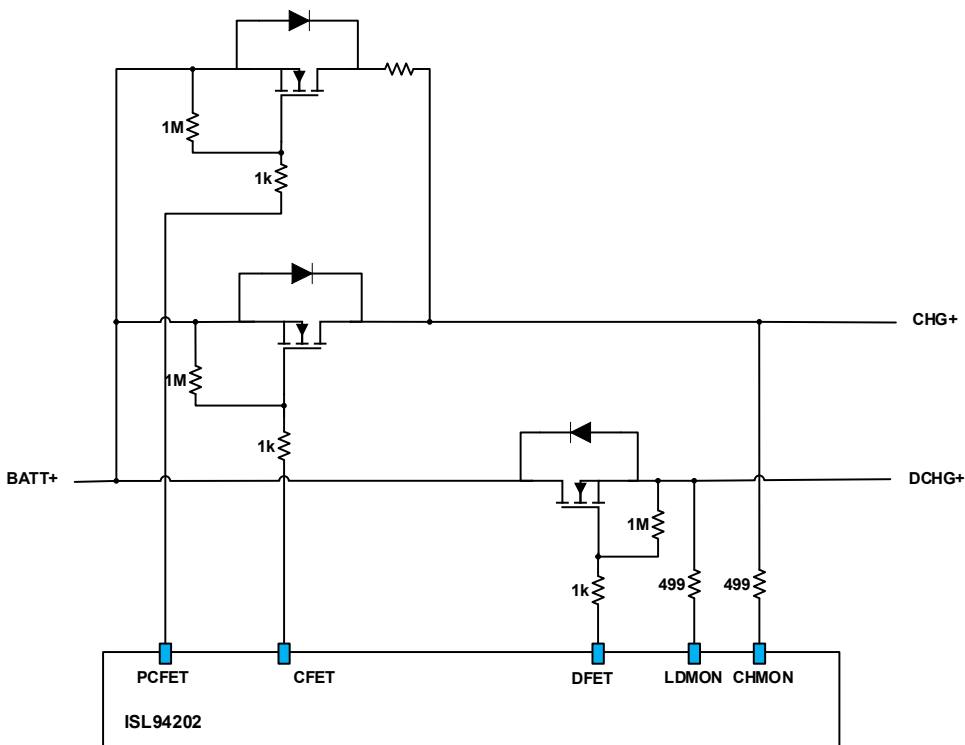 1M
1k
CHG+
1M
1k
BATT+
DCHG+
1M
1k
499
499
PCFET
CFET
DFET
LDMON
CHMON
ISL94202